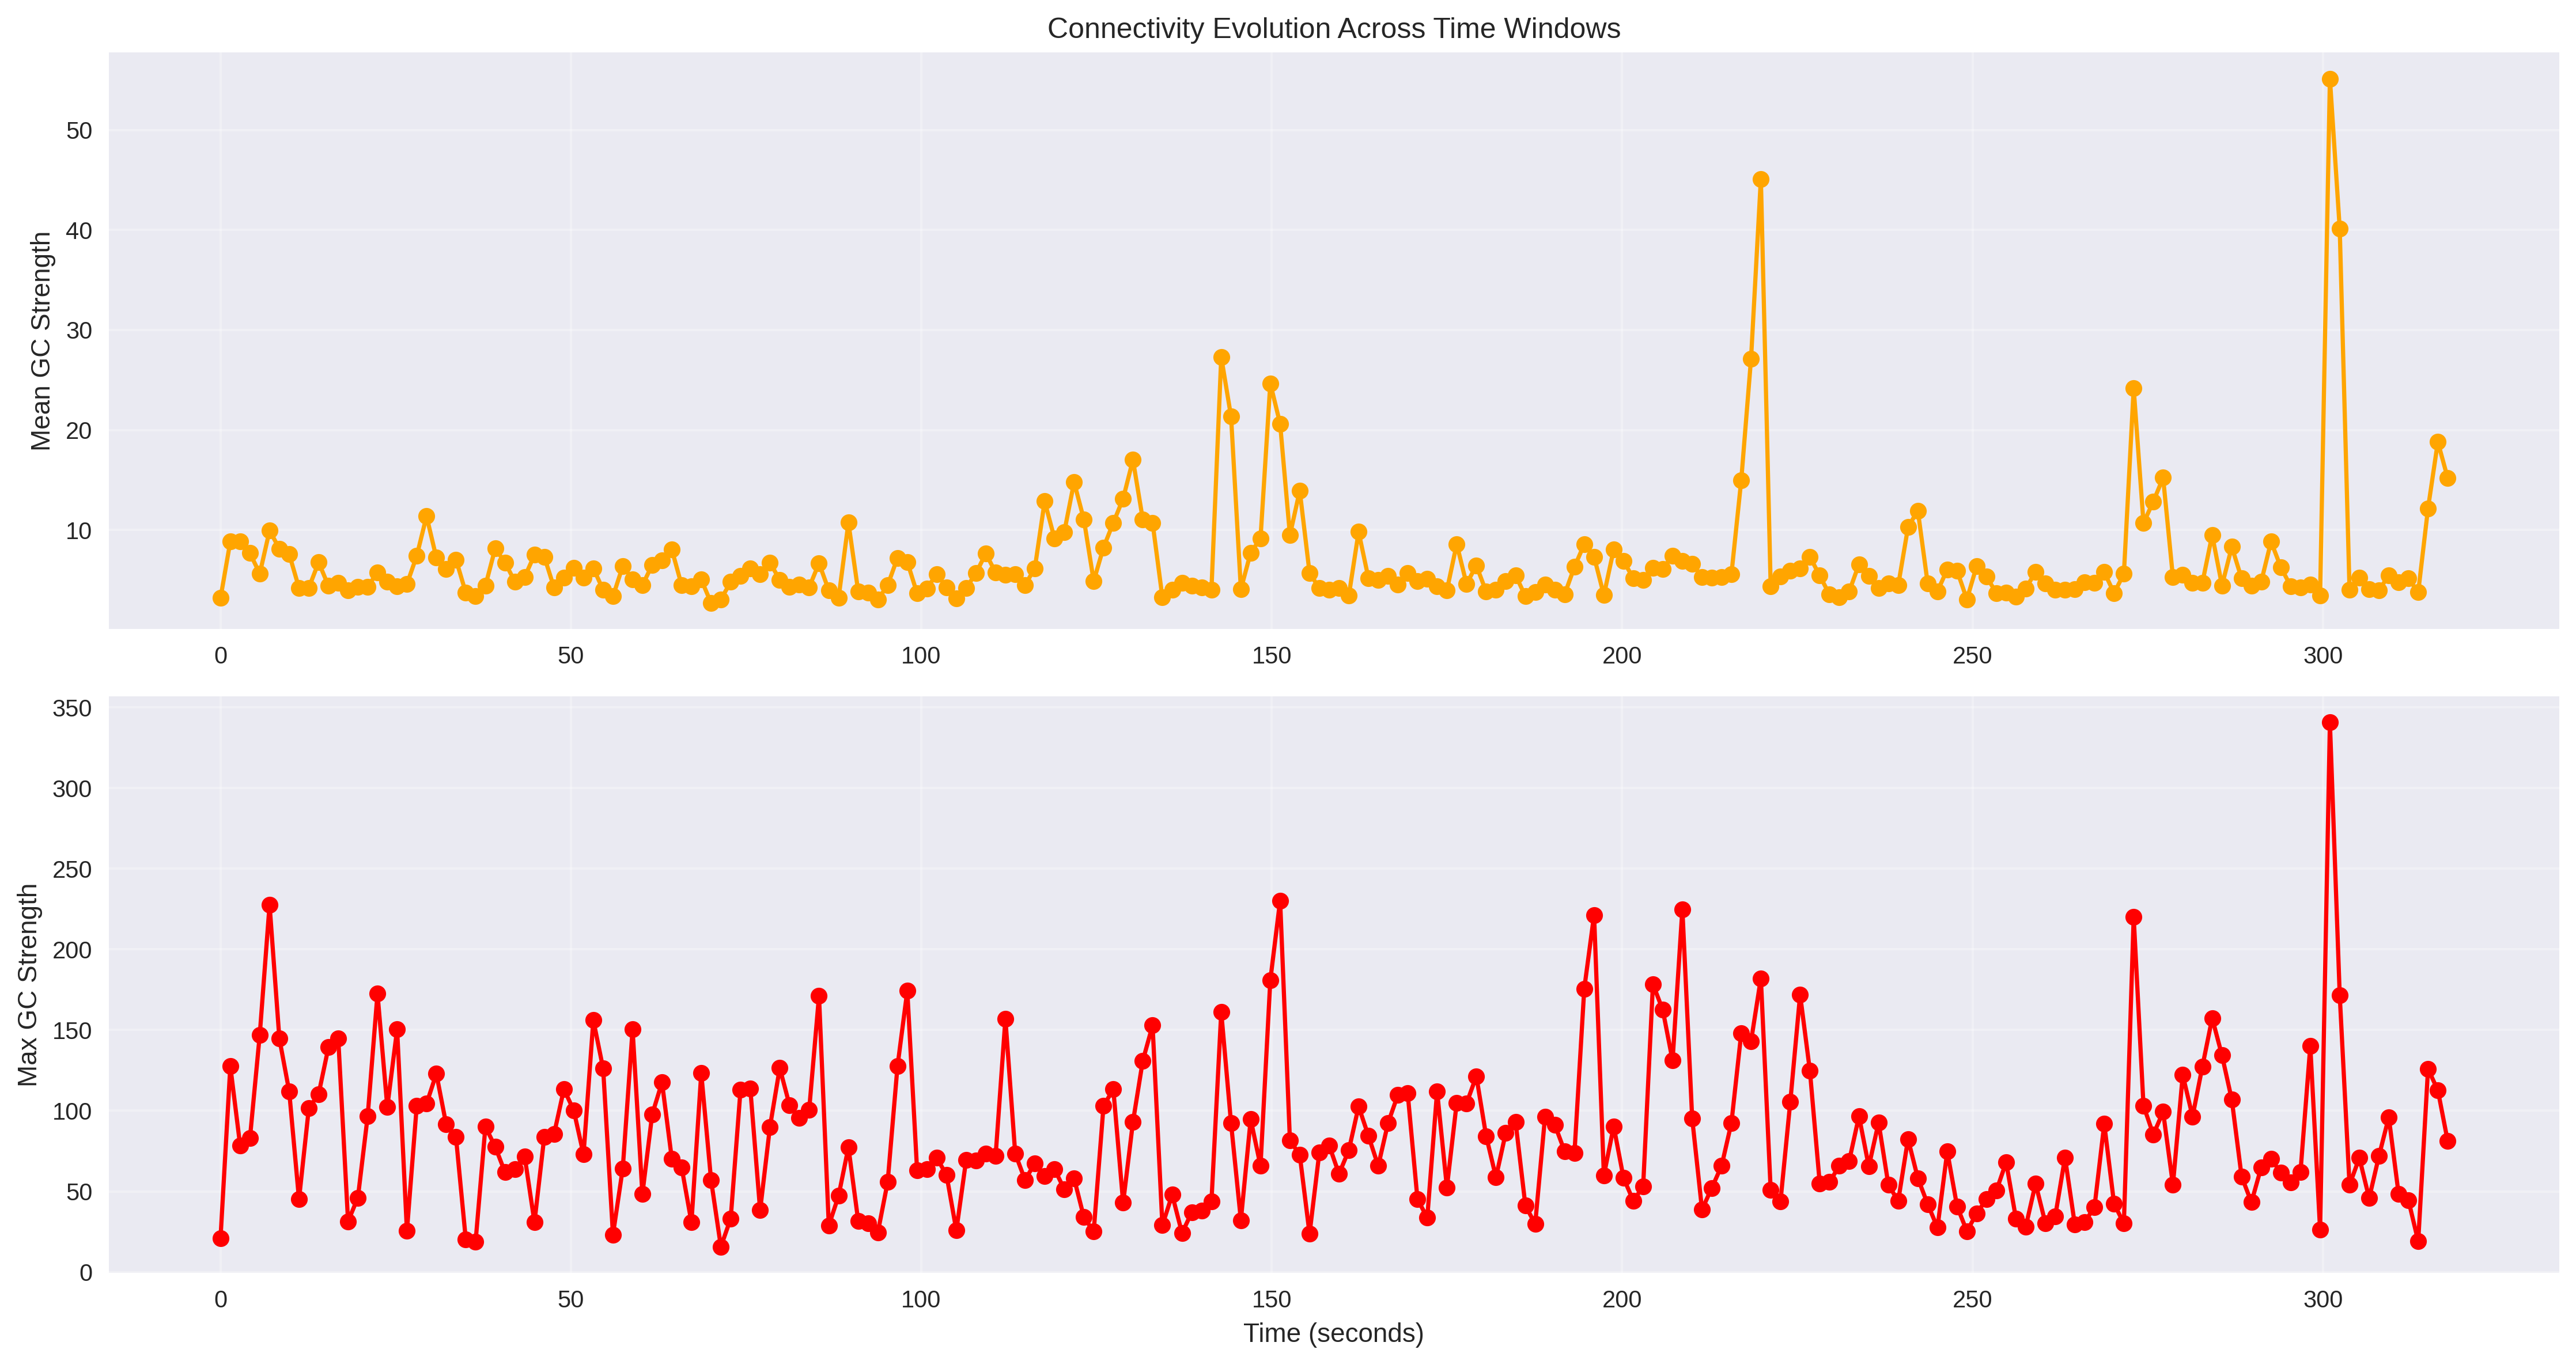 Connectivity Evolution Across Time Windows
Mean GC Strength
50
40
30
20
10
0 50 100 150 200 250 300
Max GC Strength
350
300
250
200
150
100
50
0
0 50 100 150 200 250 300
Time (seconds)